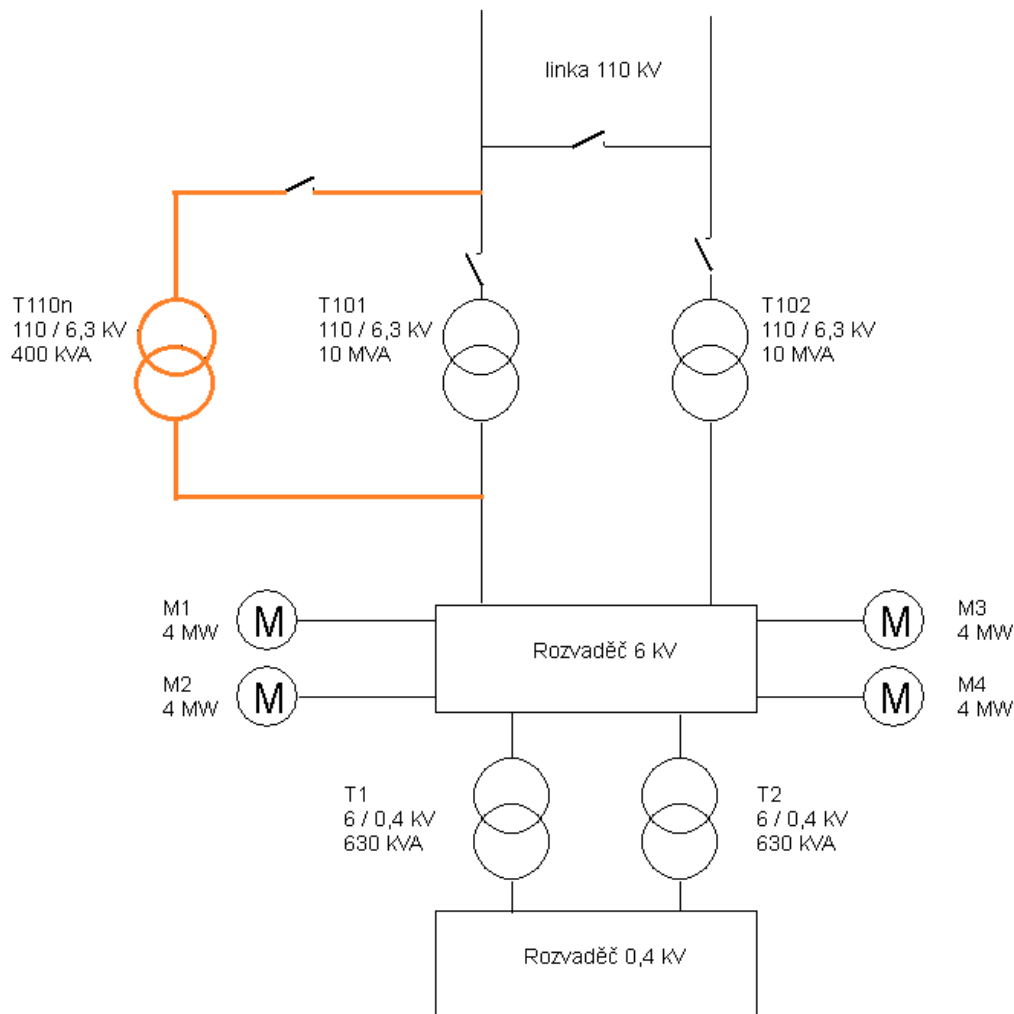 linka 110 kV
T110n
110 / 6,3 kV
400 kVA
T101
110 / 6,3 kV
10 MVA
T102
110 / 6,3 kV
10 MVA
M1
4 MW
M
M
M3
4 MW
Rozvaděč 6 kV
M2
4 MW
M
M
M4
4 MW
T1
6 / 0,4 kV
630 kVA
T2
6 / 0,4 kV
630 kVA
Rozvaděč 0,4 kV